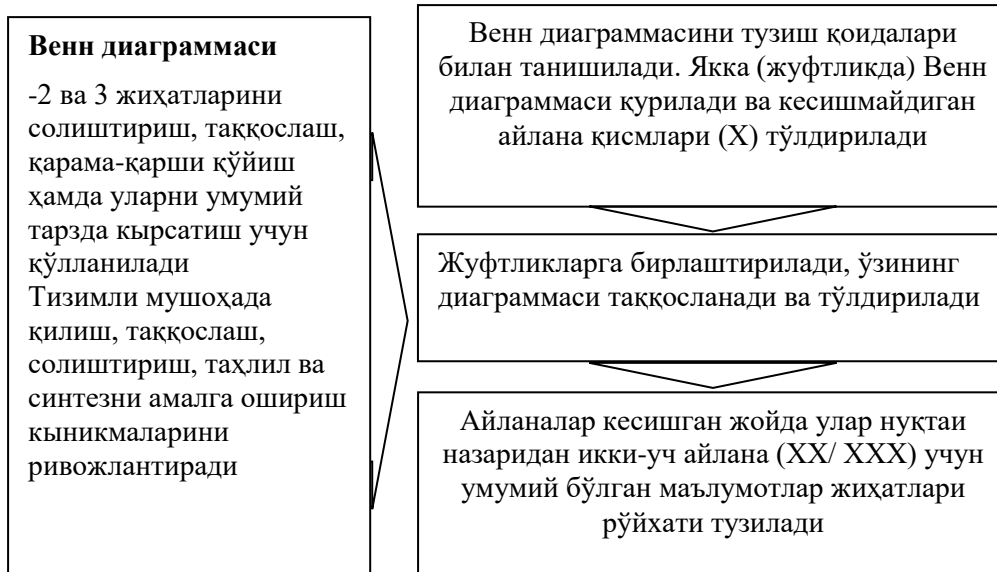 Венн диаграммаси
-2 ва 3 жиҳатларини
солиштириш, таққослаш,
қарама-қарши қўйиш
ҳамда уларни умумий
тарзда кырсатиш учун
қўлланилади
Тизимли мушоҳада
қилиш, таққослаш,
солиштириш, таҳлил ва
синтезни амалга ошириш
кыникмаларини
ривожлантиради
Венн диаграммасини тузиш қоидалари
билан танишилади. Якка (жуфтликда) Венн
диаграммаси қурилади ва кесишмайдиган
айлана қисмлари (Х) тўлдирилади
Жуфтликларга бирлаштирилади, ўзининг
диаграммаси таққосланади ва тўлдирилади
Айланалар кесишган жойда улар нуқтаи
назаридан икки-уч айлана (ХХ/ ХХХ) учун
умумий бўлган маълумотлар жиҳатлари
рўйхати тузилади